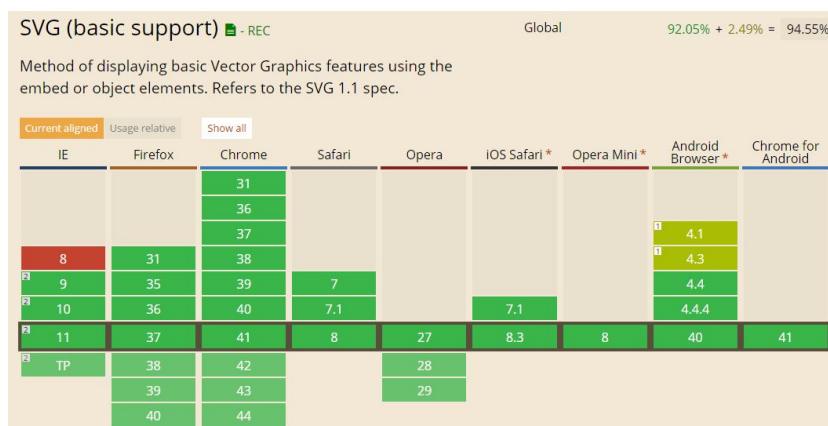 SVG (basic support) - REC Global 92.05% + 2.49% = 94.55%
Method of displaying basic Vector Graphics features using the
embed or object elements. Refers to the SVG 1.1 spec.
Current aligned Usage relative Show all
IE Firefox Chrome Safari Opera iOS Safari * Opera Mini * Android Browser * Chrome for Android
31
36
37 1 4.1
8 31 38 1 4.3
2 9 35 39 7 4.4
2 10 36 40 7.1 7.1 4.4.4
2 11 37 41 8 27 8.3 8 40 41
2 TP 38 42 28
39 43 29
40 44